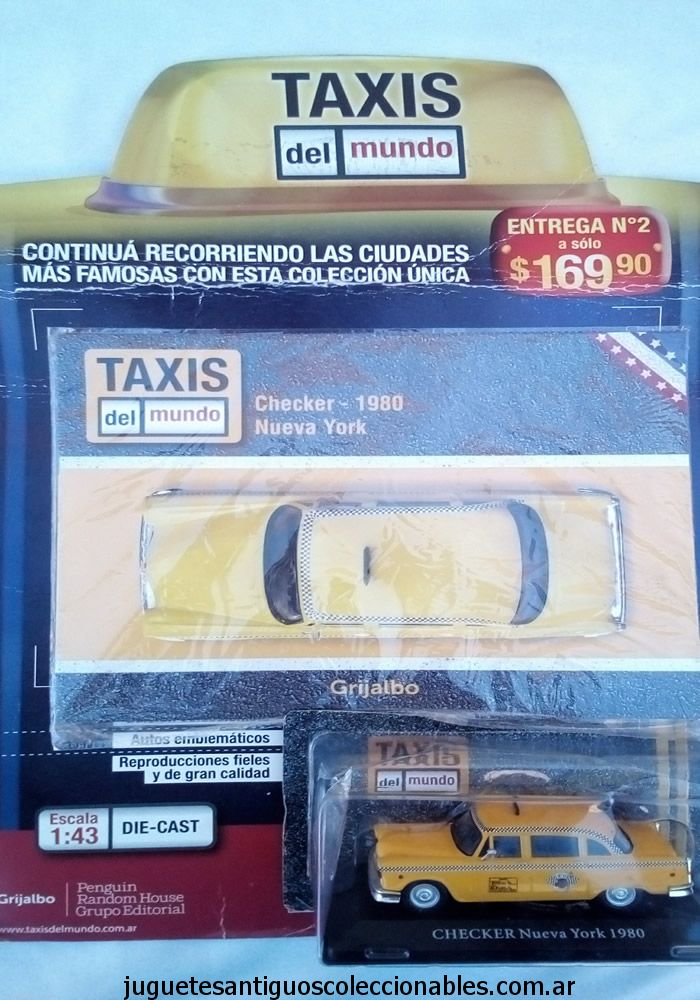 TAXIS
del mundo
ENTREGA N°2
a sólo
$169.90
CONTINUÁ RECORRIENDO LAS CIUDADES
MÁS FAMOSAS CON ESTA COLECCIÓN ÚNICA
TAXIS
del mundo
Checker - 1980
Nueva York
Grijalbo
Autos emblemáticos
Reproducciones fieles
y de gran calidad
TAXIS
del mundo
Escala
1:43
DIE-CAST
Grijalbo
Penguin
Random House
Grupo Editorial
www.taxisdelmundo.com.ar
CHECKER Nueva York 1980
juguetesantiguoscoleccionables.com.ar